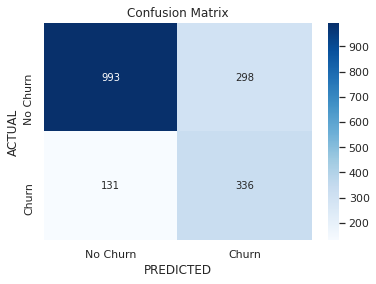 Confusion Matrix
ACTUAL
No Churn
993
298
Churn
131
336
No Churn
Churn
PREDICTED
900
800
700
600
500
400
300
200